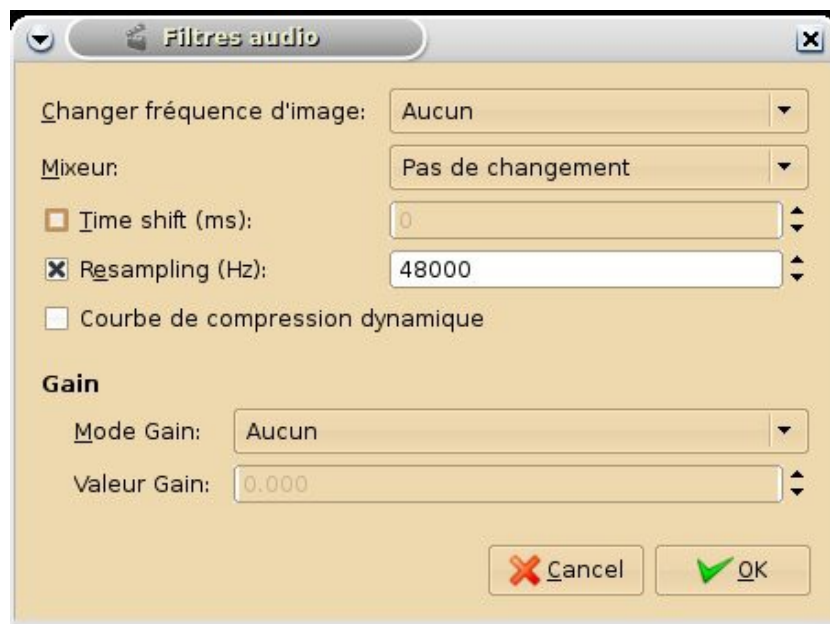 Filtres audio
Changer fréquence d'image: Aucun
Mixeur: Pas de changement
Time shift (ms): 0
Resampling (Hz): 48000
Courbe de compression dynamique
Gain
Mode Gain: Aucun
Valeur Gain: 0.000
Cancel OK